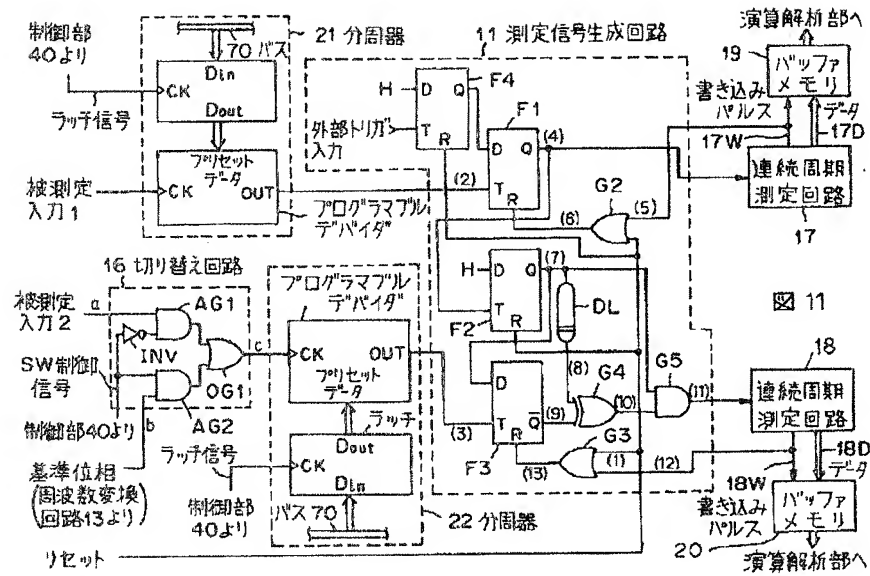 制御部
40より
70 バス
21 分周器
Din
CK
Dout
ラッチ信号
プリセット
データ
CK
OUT
被測定
入力1
プログラマブル
デバイダ
11 測定信号生成回路
H
D
Q
F4
T
R
外部トリガ
入力
F1
D
Q
(4)
T
R
(2)
(6)
G2
(5)
演算解析部へ
19
バッファ
メモリ
書き込み
パルス
データ
17W
17D
連続周期
測定回路
17
16 切り替え回路
被測定
入力2
a
AG1
INV
SW制御
信号
OG1
c
制御部40より
b
AG2
基準位相
(周波数変換
回路13より)
プログラマブル
デバイダ
CK
OUT
プリセット
データ
ラッチ
Dout
CK
Din
ラッチ信号
制御部
40より
バス70
22 分周器
(3)
H
D
Q
(7)
T
F2
R
DL
(8)
G4
G5
(11)
D
T
Q
(9)
(10)
R
F3
G3
(13)
(1)
(12)
図 11
18
連続周期
測定回路
18D
データ
18W
書き込み
パルス
バッファ
メモリ
20
演算解析部へ
リセット